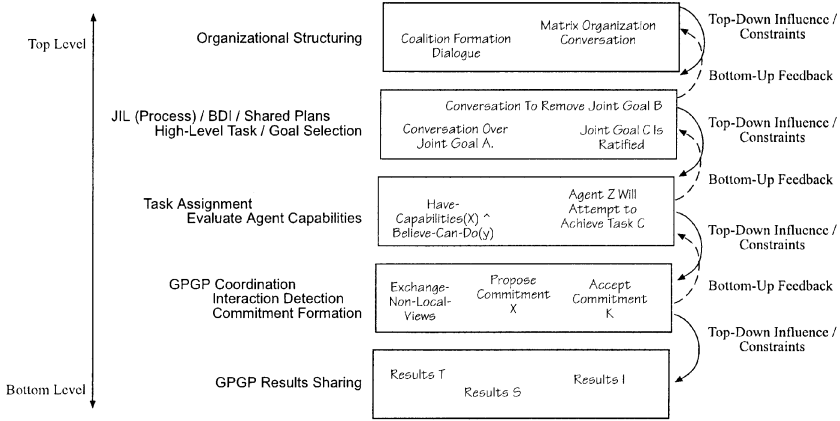 Top Level
Organizational Structuring
Coalition Formation
Dialogue
Matrix Organization
Conversation
Top-Down Influence /
Constraints
Bottom-Up Feedback
JIL (Process) / BDI / Shared Plans
High-Level Task / Goal Selection
Conversation To Remove Joint Goal B
Conversation Over
Joint Goal A.
Joint Goal C Is
Ratified
Top-Down Influence /
Constraints
Bottom-Up Feedback
Task Assignment
Evaluate Agent Capabilities
Have-
Capabilities(X) ^
Believe-Can-Do(y)
Agent Z Will
Attempt to
Achieve Task C
Top-Down Influence /
Constraints
Bottom-Up Feedback
GPGP Coordination
Interaction Detection
Commitment Formation
Exchange-
Non-Local-
Views
Propose
Commitment
X
Accept
Commitment
K
Top-Down Influence /
Constraints
Bottom Level
GPGP Results Sharing
Results T
Results S
Results I